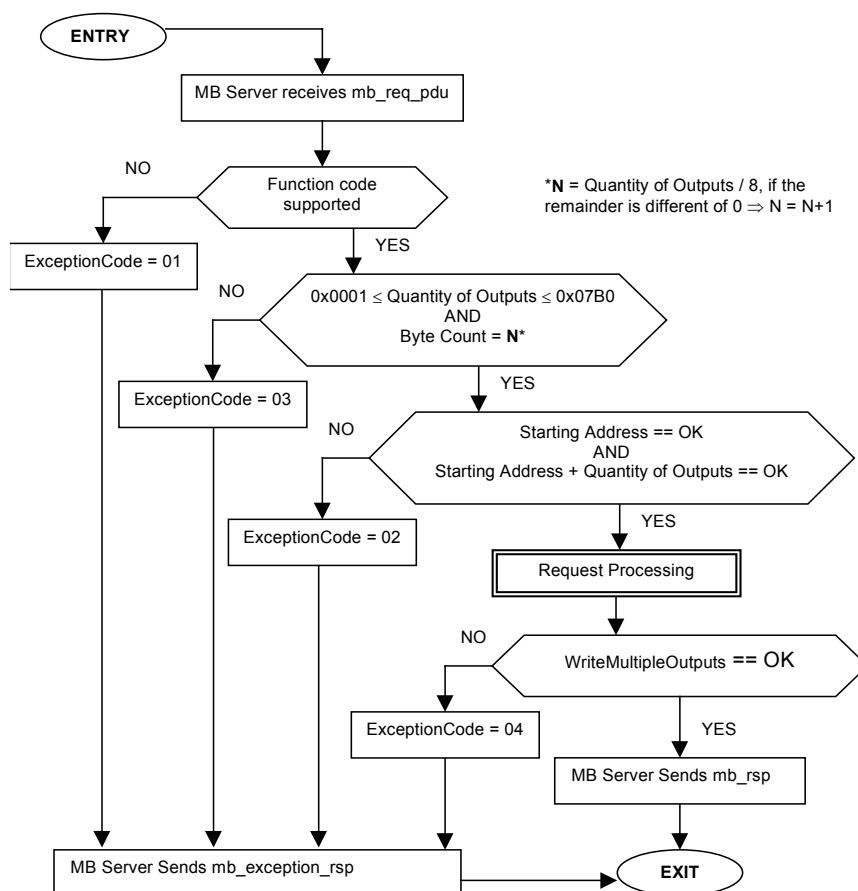 ENTRY
MB Server receives mb_req_pdu
NO
Function code
supported
*N = Quantity of Outputs / 8, if the
remainder is different of 0 ⇒ N = N+1
YES
ExceptionCode = 01
NO
0x0001 ≤ Quantity of Outputs ≤ 0x07B0
AND
Byte Count = N*
YES
ExceptionCode = 03
NO
Starting Address == OK
AND
Starting Address + Quantity of Outputs == OK
YES
ExceptionCode = 02
Request Processing
NO
WriteMultipleOutputs == OK
YES
ExceptionCode = 04
MB Server Sends mb_rsp
MB Server Sends mb_exception_rsp
EXIT